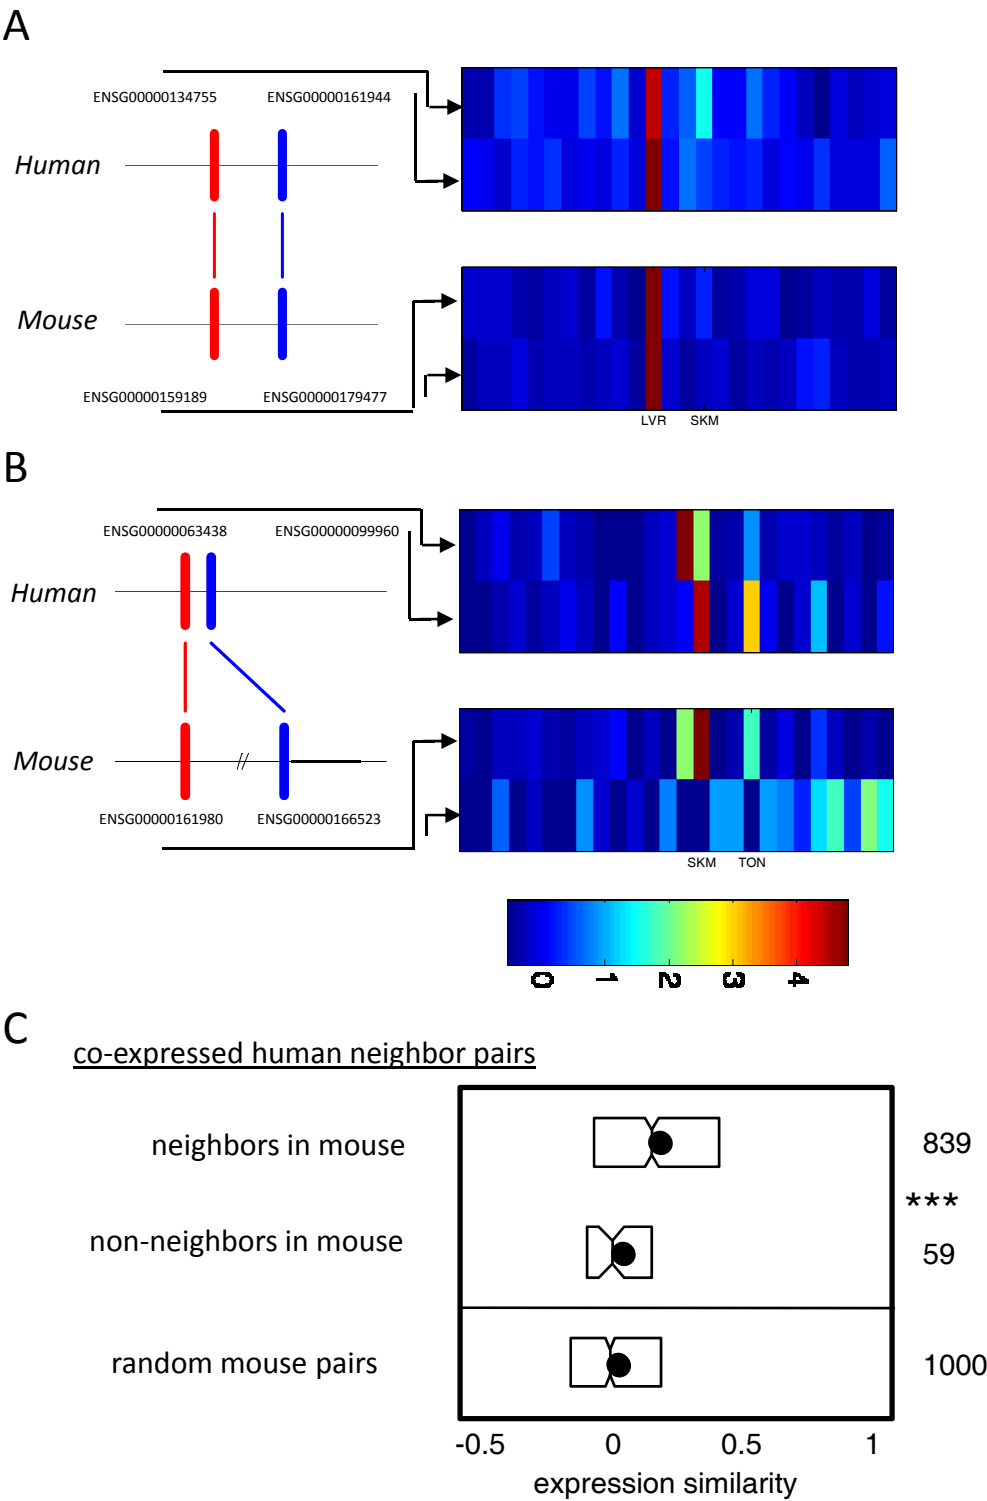 A
ENSG00000134755 ENSG00000161944
Human
Mouse
ENSG00000159189 ENSG00000179477
LVR SKM
B
ENSG00000063438 ENSG00000099960
Human
Mouse
//
ENSG00000161980 ENSG00000166523
SKM TON
0 1 2 3 4
C
co-expressed human neighbor pairs
neighbors in mouse 839
***
non-neighbors in mouse 59
random mouse pairs 1000
-0.5 0 0.5 1
expression similarity